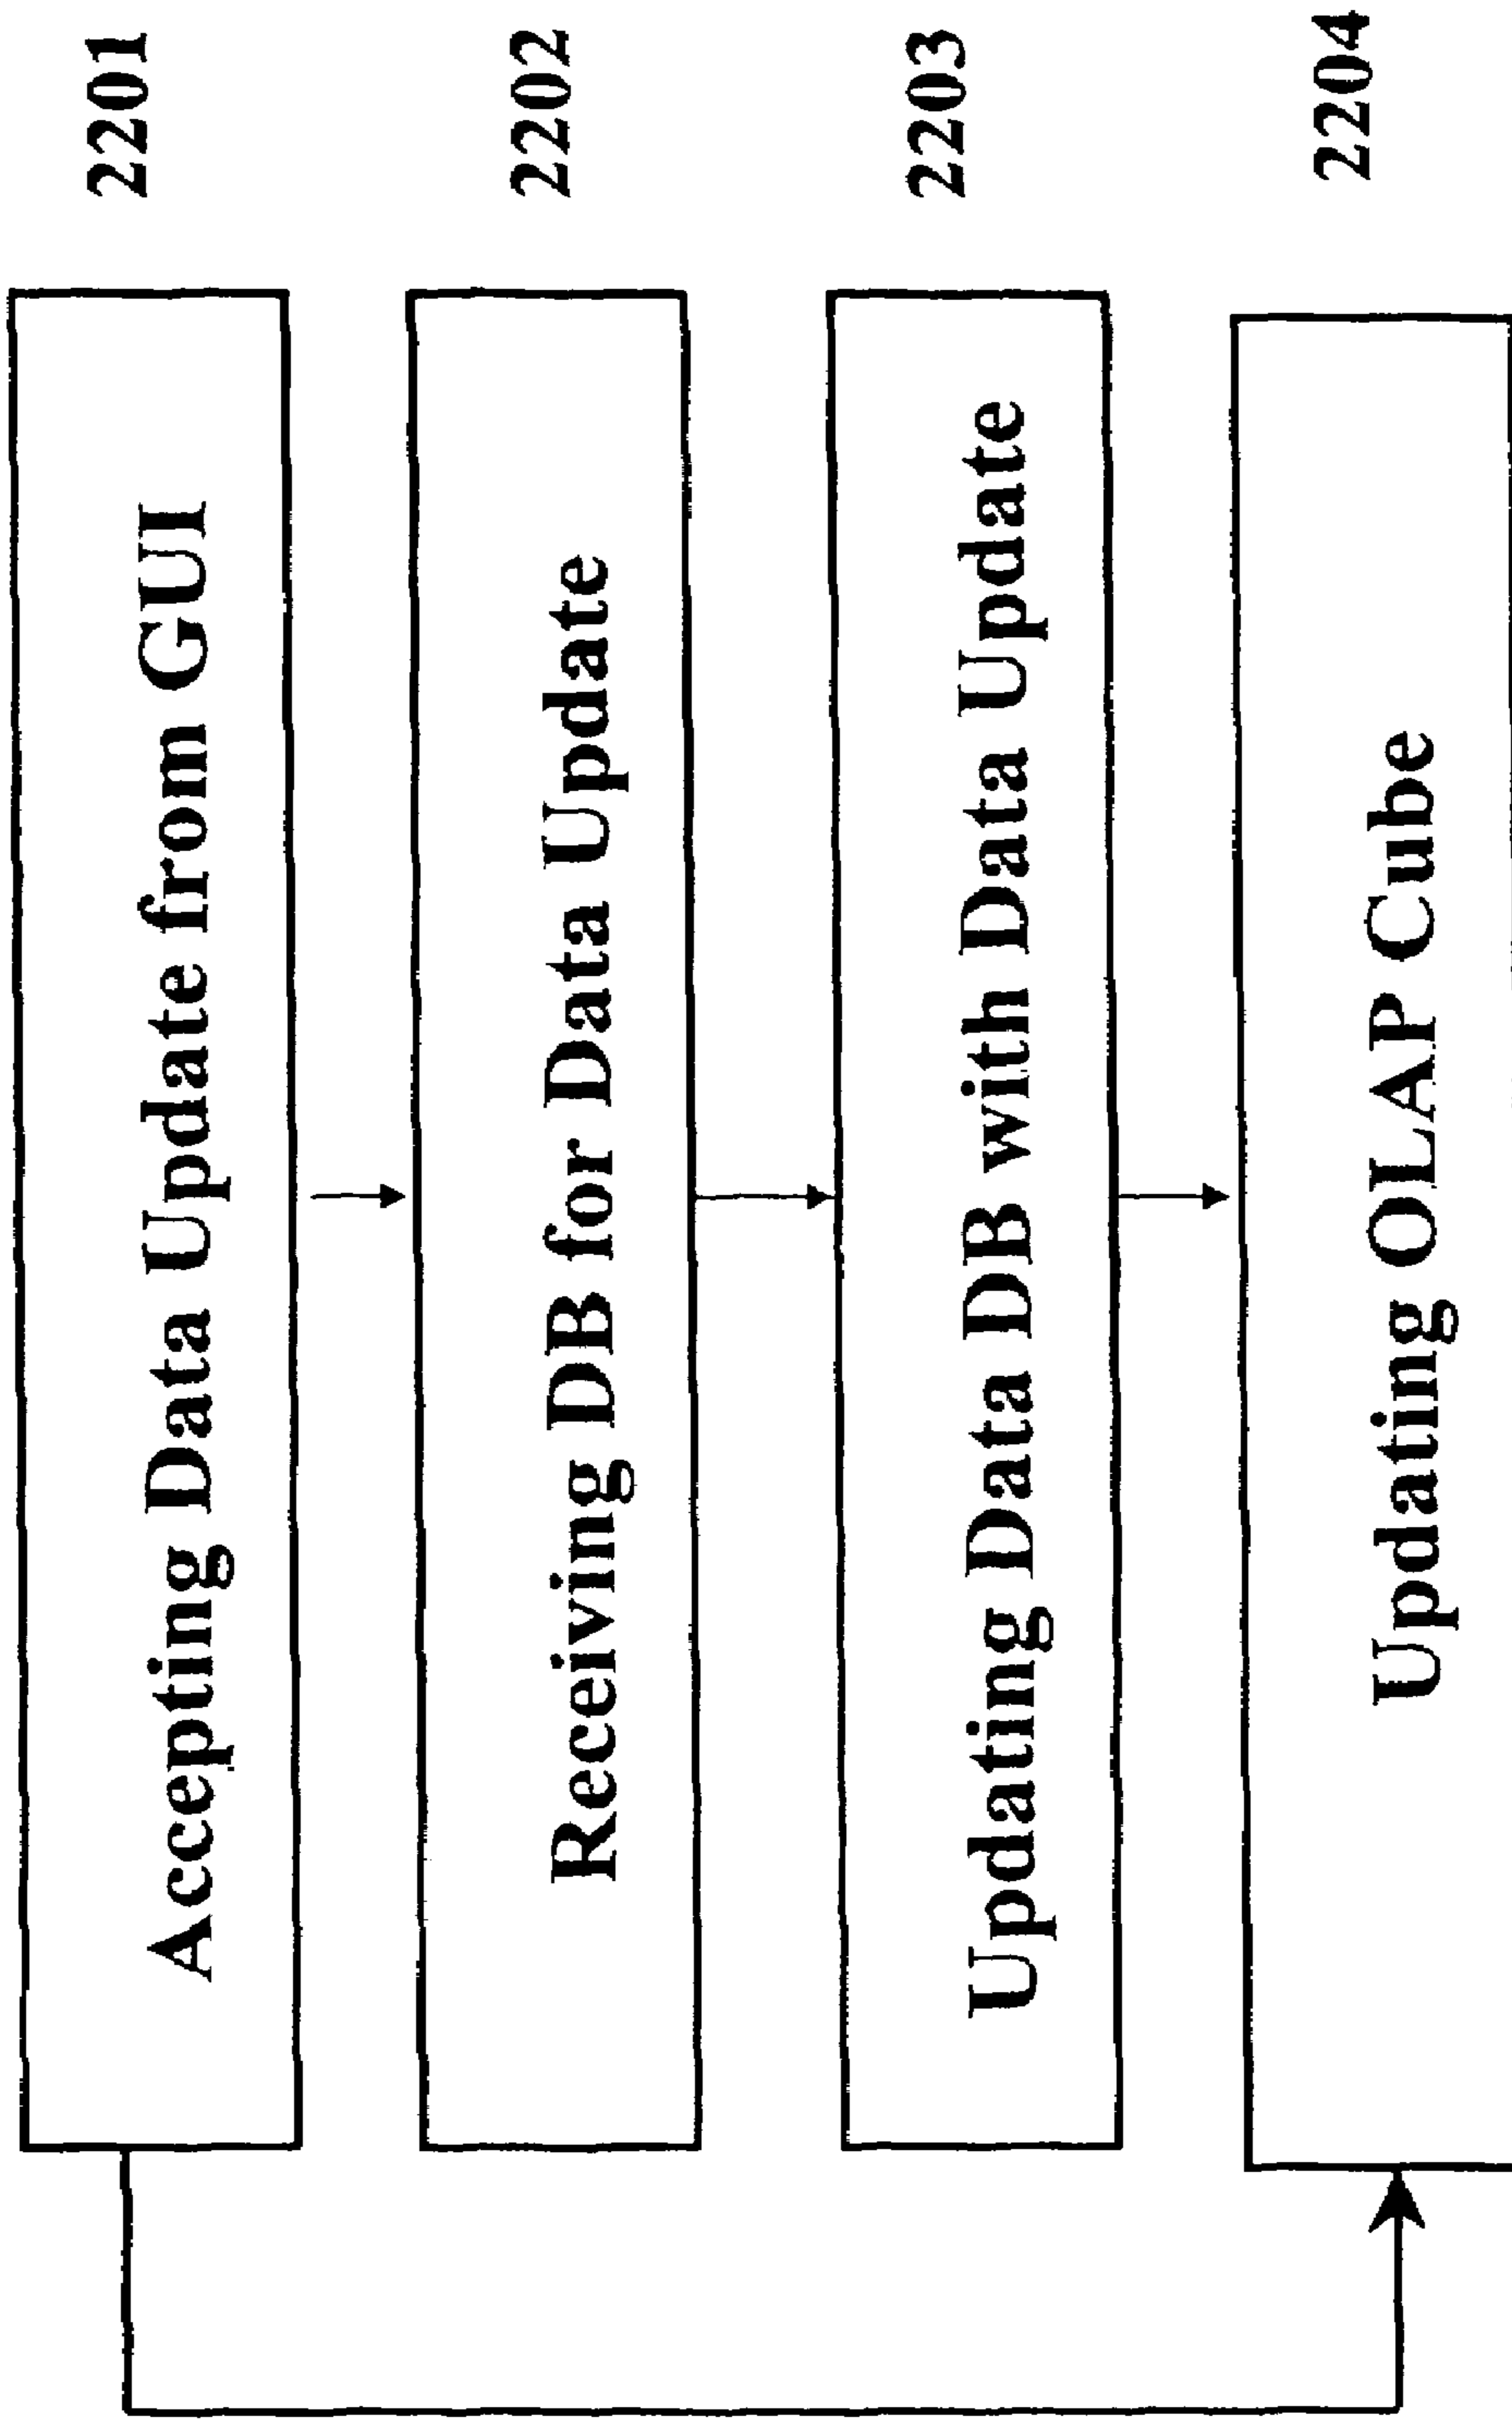 Accepting Data Update from GUI
2201
Receiving DB for Data Update
2202
Updating Data DB with Data Update
2203
Updating OLAP Cube
2204